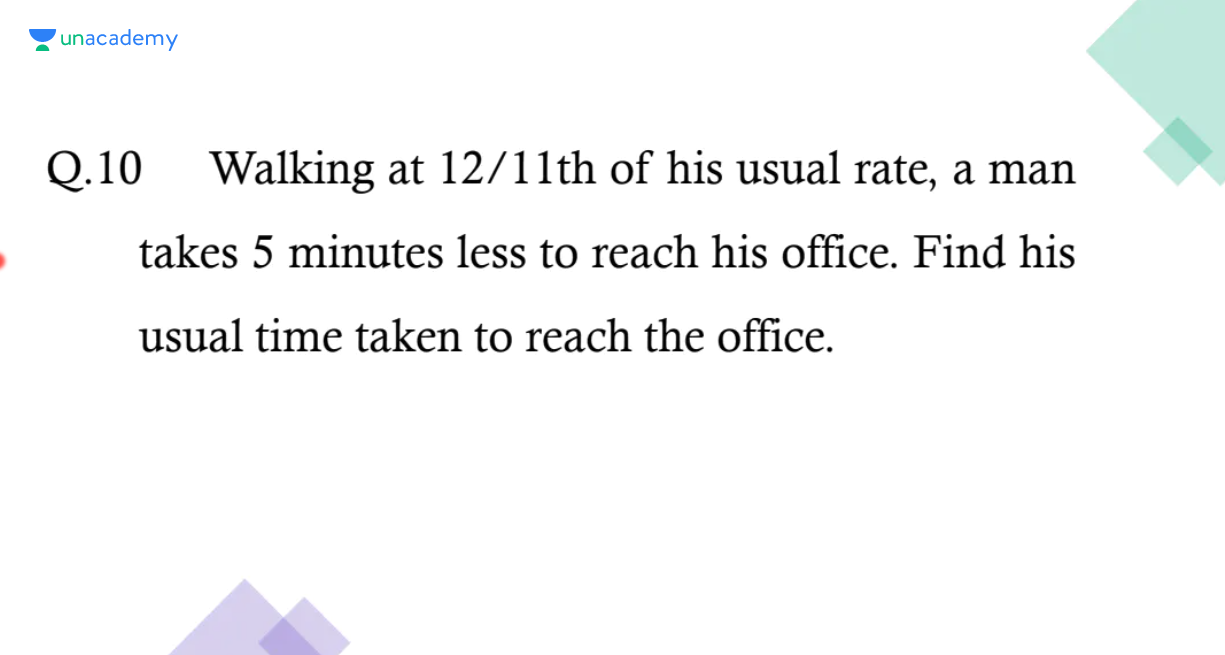 unacademy
Q.10 Walking at 12/11th of his usual rate, a man
takes 5 minutes less to reach his office. Find his
usual time taken to reach the office.